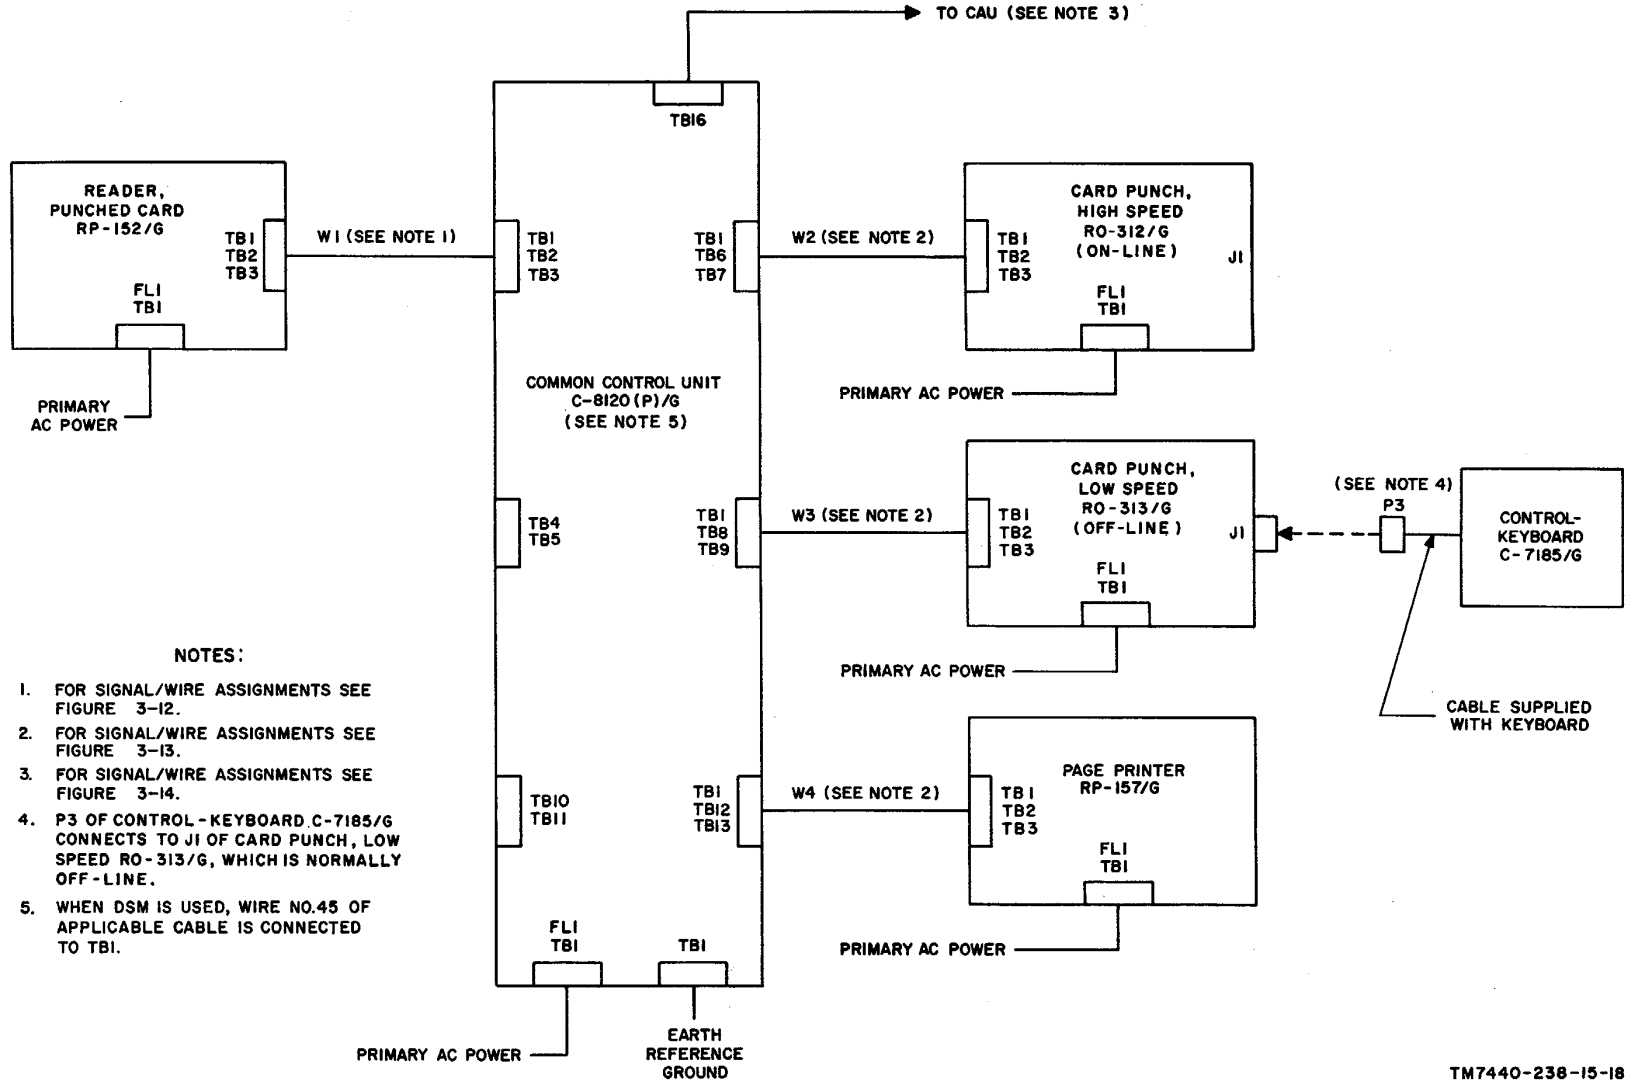 TO CAU (SEE NOTE 3)
TB16
READER,
PUNCHED CARD
RP-152/G
TB1
TB2
TB3
FL1
TB1
PRIMARY
AC POWER
W1 (SEE NOTE 1)
TB1
TB2
TB3
TB1
TB6
TB7
W2 (SEE NOTE 2)
CARD PUNCH,
HIGH SPEED
RO-312/G
(ON-LINE)
TB1
TB2
TB3
J1
FL1
TB1
PRIMARY AC POWER
COMMON CONTROL UNIT
C-8120(P)/G
(SEE NOTE 5)
TB4
TB5
TB1
TB8
TB9
W3 (SEE NOTE 2)
CARD PUNCH,
LOW SPEED
RO-313/G
(OFF-LINE)
TB1
TB2
TB3
J1
FL1
TB1
PRIMARY AC POWER
(SEE NOTE 4)
P3
CONTROL-
KEYBOARD
C-7185/G
CABLE SUPPLIED
WITH KEYBOARD
TB10
TB11
TB1
TB12
TB13
W4 (SEE NOTE 2)
PAGE PRINTER
RP-157/G
TB1
TB2
TB3
FL1
TB1
PRIMARY AC POWER
FL1
TB1
TB1
PRIMARY AC POWER
EARTH
REFERENCE
GROUND
NOTES:
1. FOR SIGNAL/WIRE ASSIGNMENTS SEE
FIGURE 3-12.
2. FOR SIGNAL/WIRE ASSIGNMENTS SEE
FIGURE 3-13.
3. FOR SIGNAL/WIRE ASSIGNMENTS SEE
FIGURE 3-14.
4. P3 OF CONTROL-KEYBOARD C-7185/G
CONNECTS TO J1 OF CARD PUNCH, LOW
SPEED RO-313/G, WHICH IS NORMALLY
OFF-LINE.
5. WHEN DSM IS USED, WIRE NO.45 OF
APPLICABLE CABLE IS CONNECTED
TO TB1.
TM7440-238-15-18